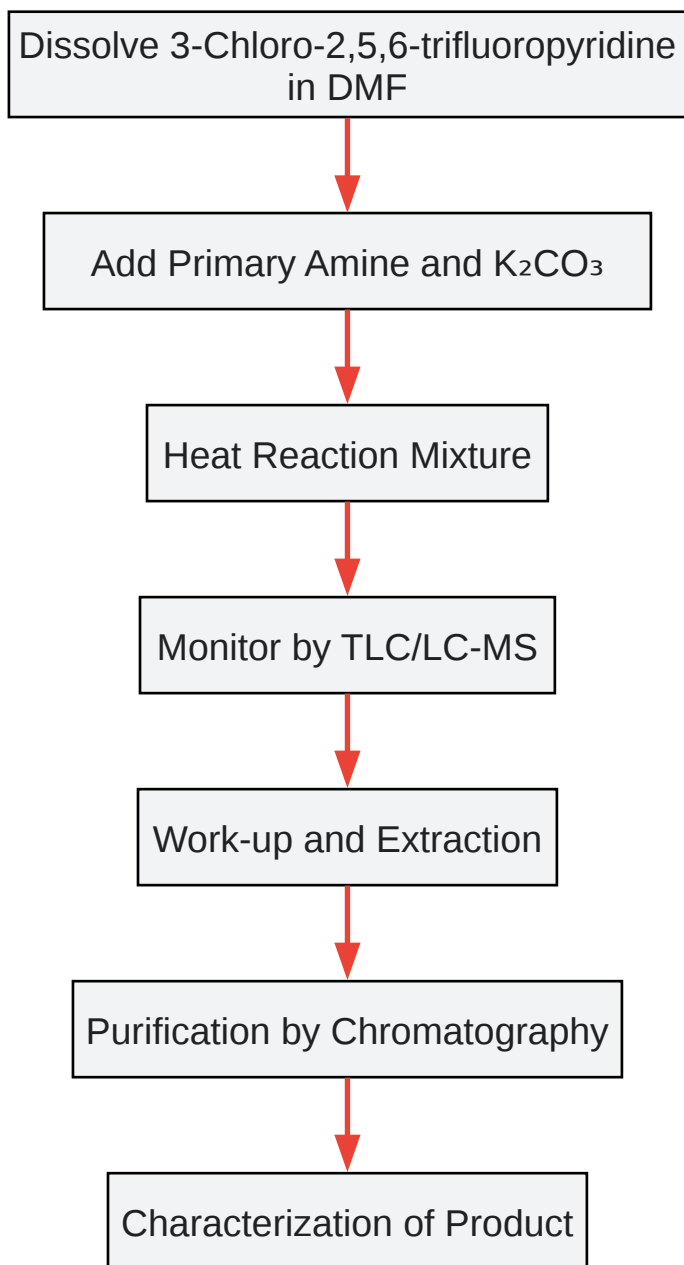 Dissolve 3-Chloro-2,5,6-trifluoropyridine
in DMF
Add Primary Amine and K₂CO₃
Heat Reaction Mixture
Monitor by TLC/LC-MS
Work-up and Extraction
Purification by Chromatography
Characterization of Product